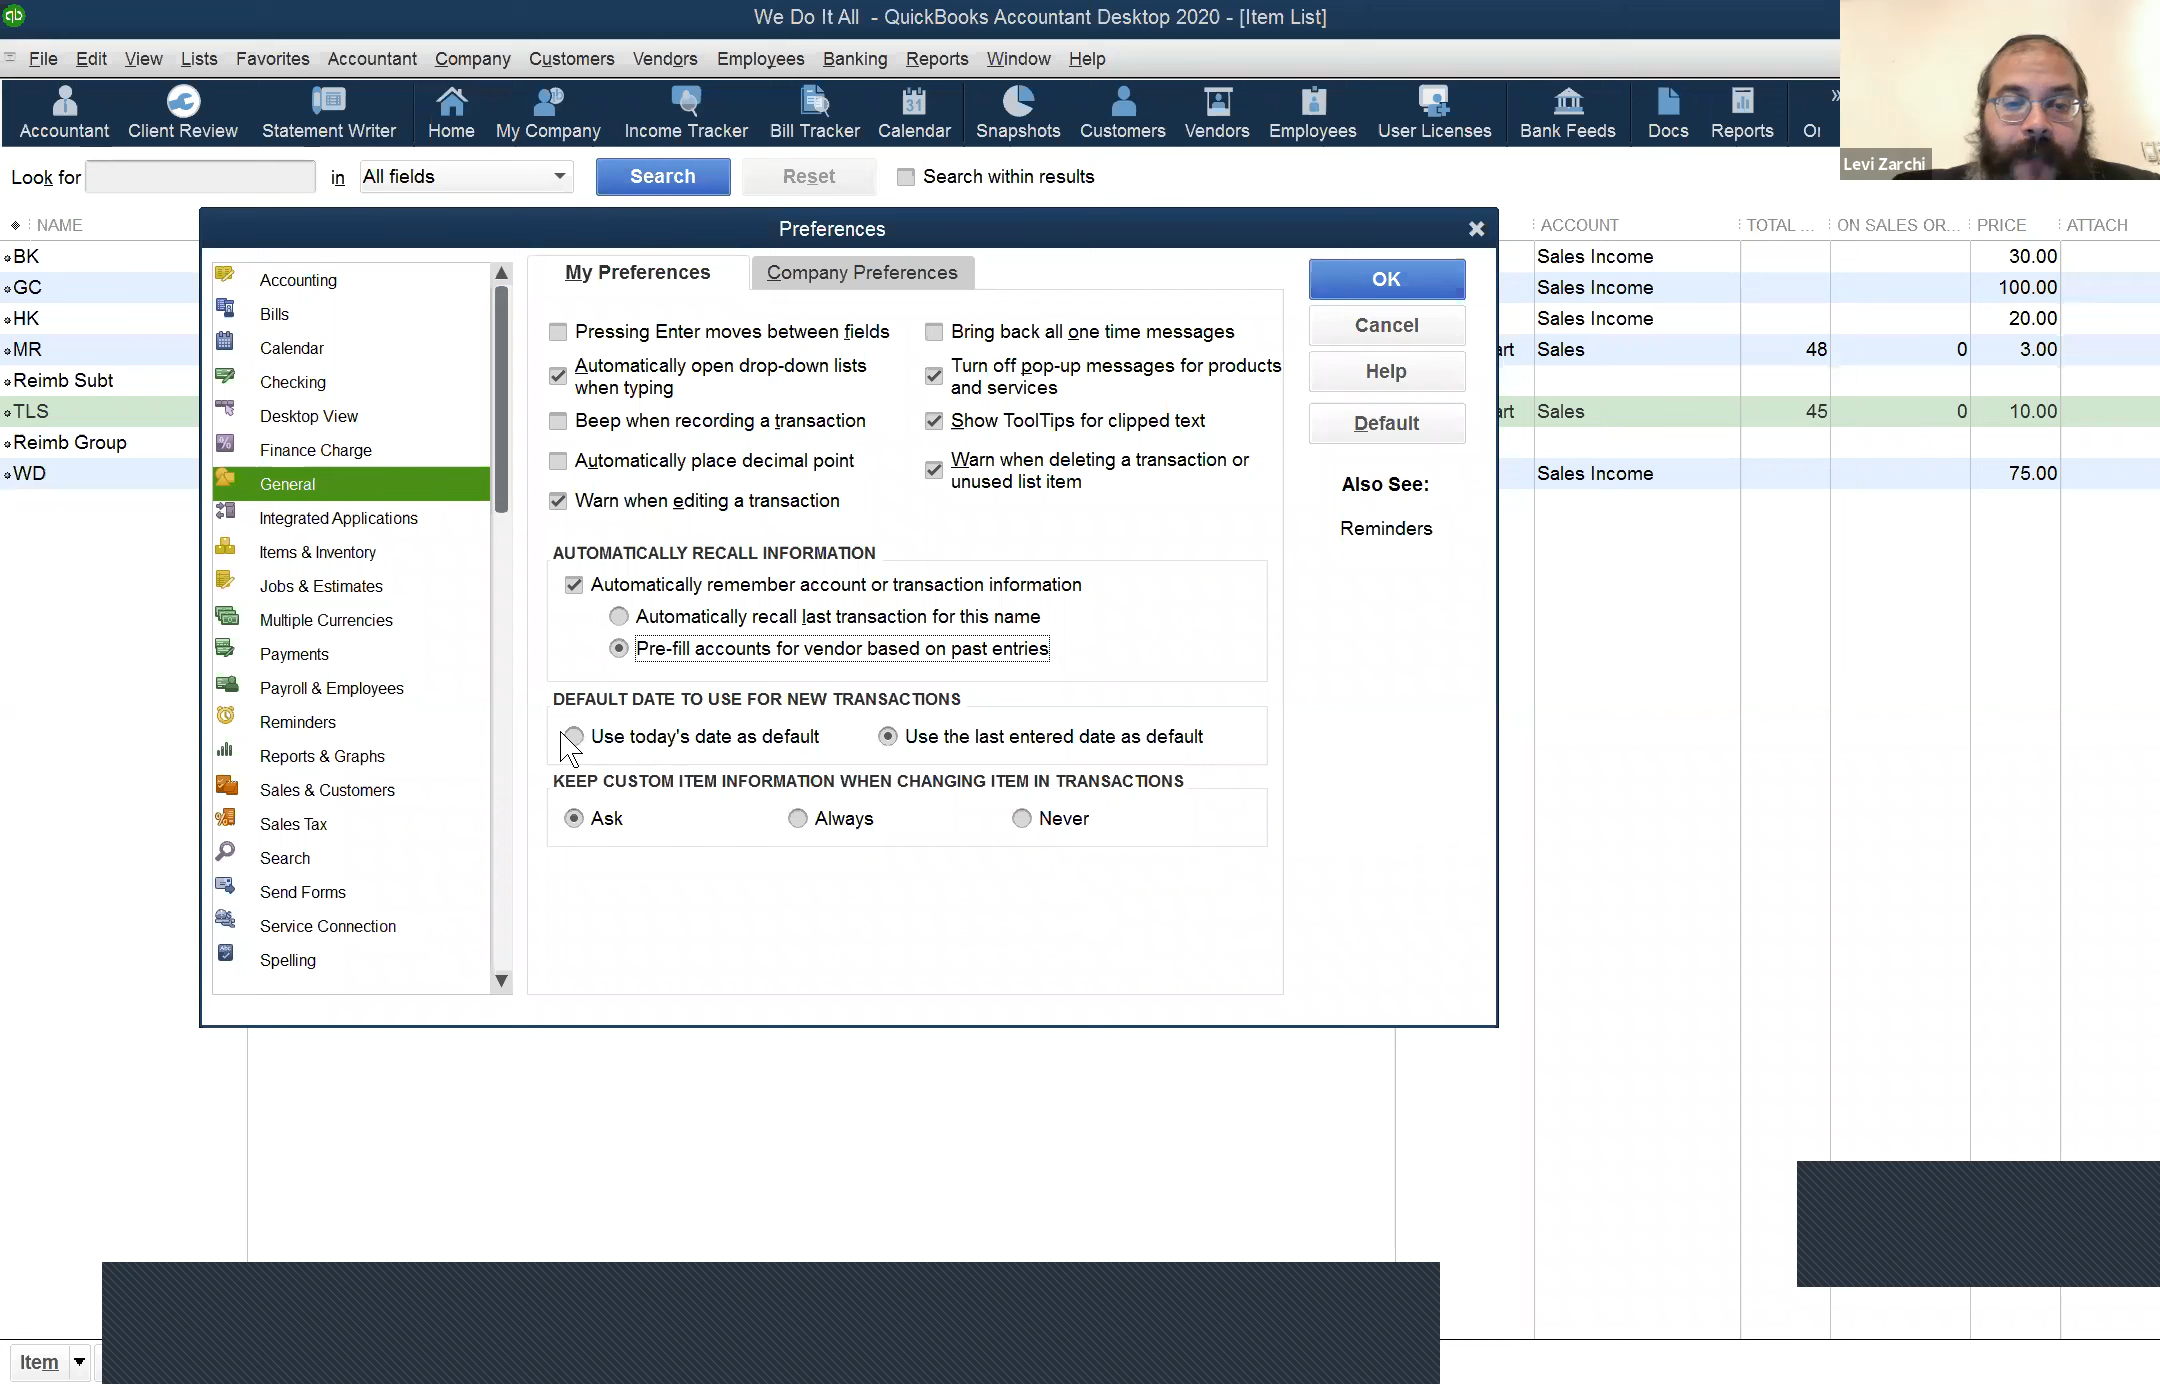 We Do It All - QuickBooks Accountant Desktop 2020 - [Item List]
File Edit View Lists Favorites Accountant Company Customers Vendors Employees Banking Reports Window Help
Accountant Client Review Statement Writer Home My Company Income Tracker Bill Tracker Calendar Snapshots Customers Vendors Employees User Licenses Bank Feeds Docs Reports
31
Levi Zarchi
Look for in All fields Search Reset Search within results
NAME ACCOUNT TOTAL ... ON SALES OR... PRICE ATTACH
BK Sales Income 30.00
GC Sales Income 100.00
HK Sales Income 20.00
MR art Sales 48 0 3.00
Reimb Subt
TLS art Sales 45 0 10.00
Reimb Group
WD Sales Income 75.00
Preferences
Accounting
Bills
Calendar
Checking
Desktop View
Finance Charge
General
Integrated Applications
Items & Inventory
Jobs & Estimates
Multiple Currencies
Payments
Payroll & Employees
Reminders
Reports & Graphs
Sales & Customers
Sales Tax
Search
Send Forms
Service Connection
Spelling
My Preferences Company Preferences
Pressing Enter moves between fields
Automatically open drop-down lists
when typing
Beep when recording a transaction
Automatically place decimal point
Warn when editing a transaction
Bring back all one time messages
Turn off pop-up messages for products
and services
Show ToolTips for clipped text
Warn when deleting a transaction or
unused list item
AUTOMATICALLY RECALL INFORMATION
Automatically remember account or transaction information
Automatically recall last transaction for this name
Pre-fill accounts for vendor based on past entries
DEFAULT DATE TO USE FOR NEW TRANSACTIONS
Use today's date as default Use the last entered date as default
KEEP CUSTOM ITEM INFORMATION WHEN CHANGING ITEM IN TRANSACTIONS
Ask Always Never
OK
Cancel
Help
Default
Also See:
Reminders
Item